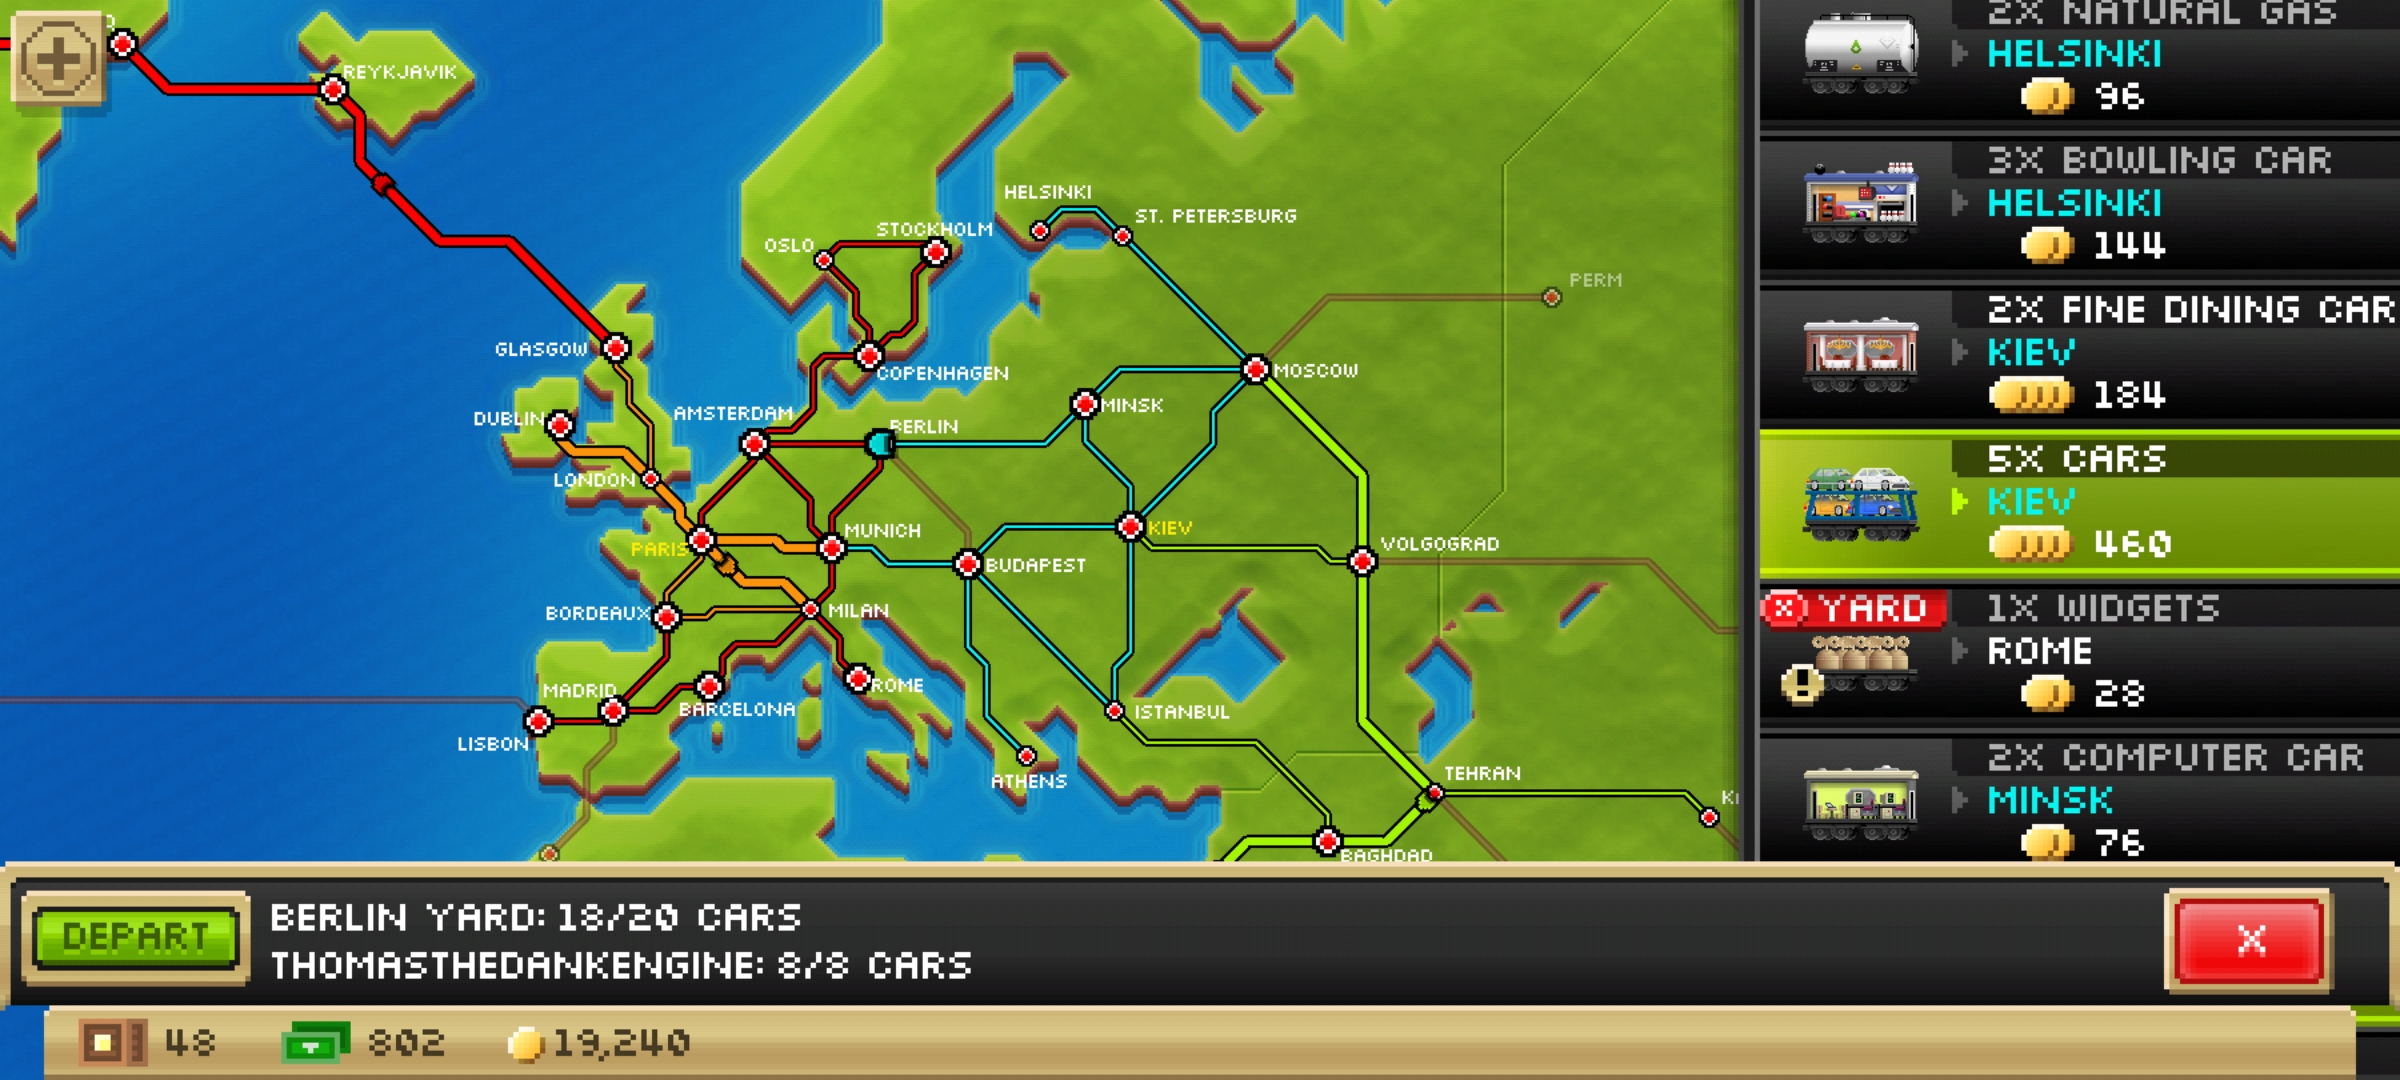 REYKJAVIK
HELSINKI
ST. PETERSBURG
STOCKHOLM
OSLO
PERM
GLASGOW
COPENHAGEN
MOSCOW
AMSTERDAM
MINSK
DUBLIN
BERLIN
LONDON
MUNICH
KIEV
PARIS
VOLGOGRAD
BUDAPEST
BORDEAUX
MILAN
MADRID
ROME
BARCELONA
ISTANBUL
LISBON
ATHENS
TEHRAN
BAGHDAD
2X NATURAL GAS
HELSINKI
96
3X BOWLING CAR
HELSINKI
144
2X FINE DINING CAR
KIEV
184
5X CARS
KIEV
460
YARD 1X WIDGETS
ROME
28
2X COMPUTER CAR
MINSK
76
DEPART
BERLIN YARD: 18/20 CARS
THOMASTHEDANKENGINE: 8/8 CARS
X
48 802 19,240